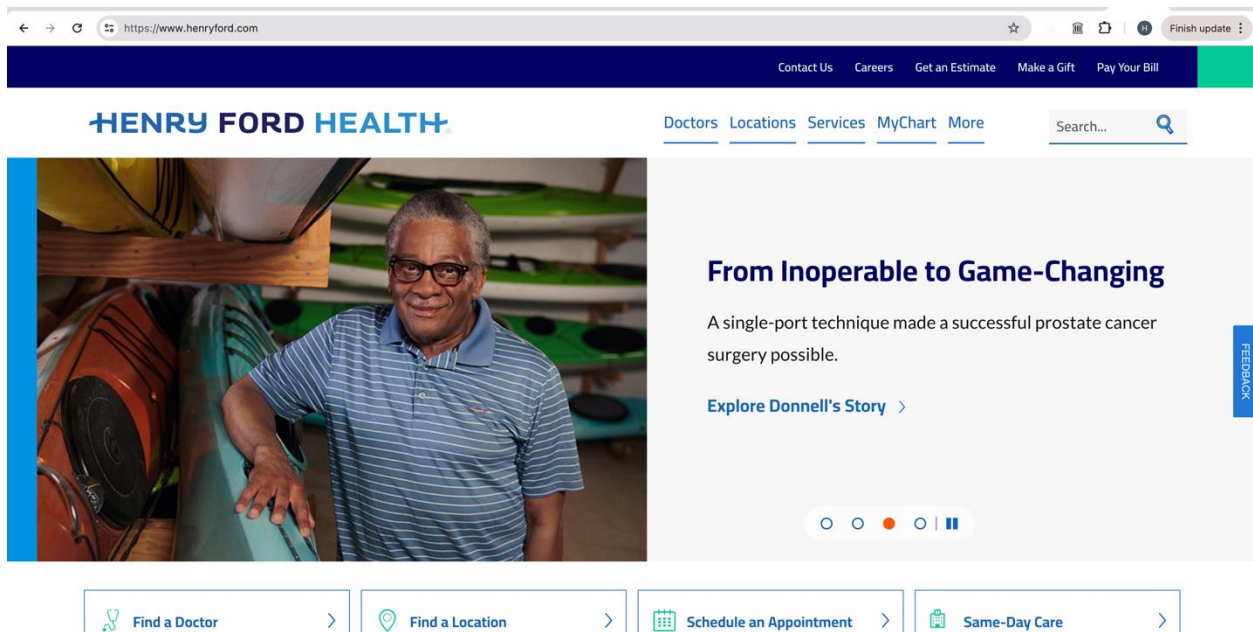 https://www.henryford.com
H
Finish update
Contact Us Careers Get an Estimate Make a Gift Pay Your Bill
HENRY FORD HEALTH
Doctors Locations Services MyChart More
Search...
From Inoperable to Game-Changing
A single-port technique made a successful prostate cancer
surgery possible.
Explore Donnell's Story
FEEDBACK
Find a Doctor
Find a Location
Schedule an Appointment
Same-Day Care